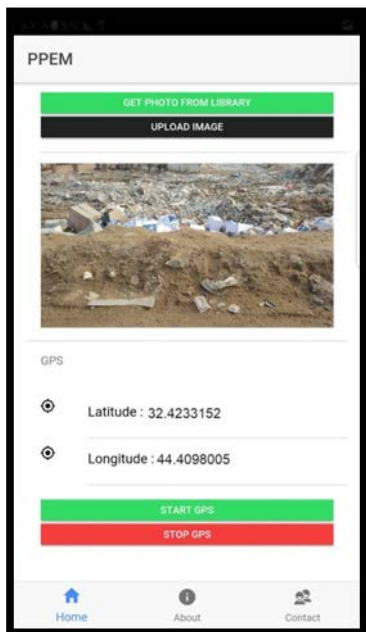 PPEM
GET PHOTO FROM LIBRARY
UPLOAD IMAGE
GPS
Latitude : 32.4233152
Longitude : 44.4098005
START GPS
STOP GPS
Home
About
Contact